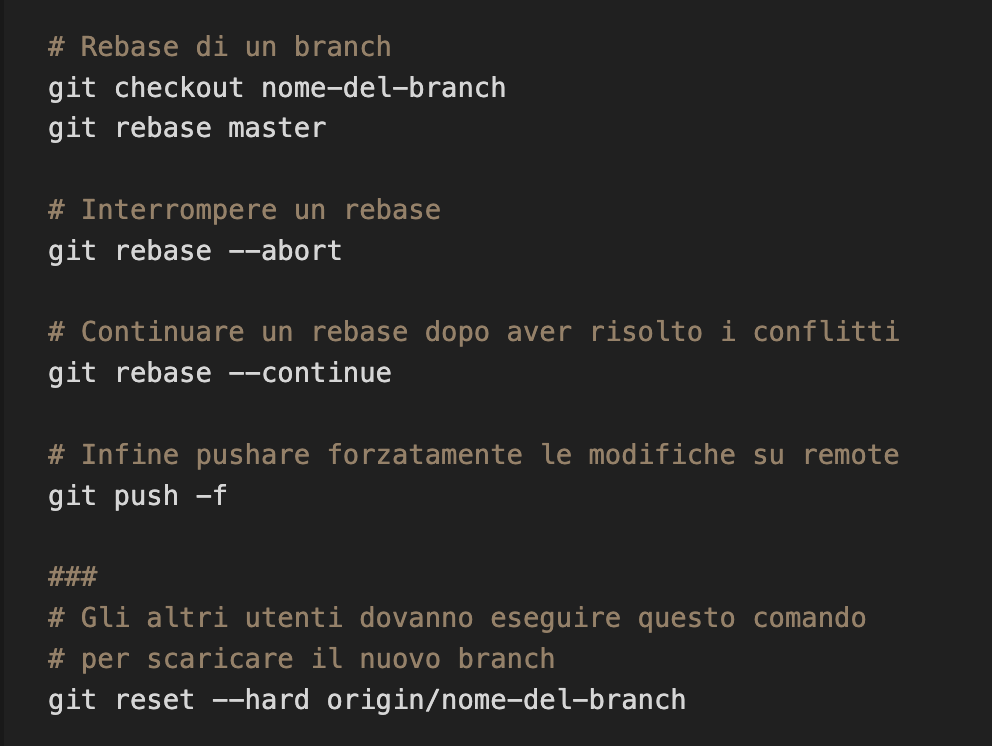 # Rebase di un branch
git checkout nome-del-branch
git rebase master
# Interrompere un rebase
git rebase --abort
# Continuare un rebase dopo aver risolto i conflitti
git rebase --continue
# Infine pushare forzatamente le modifiche su remote
git push -f
###
# Gli altri utenti dovanno eseguire questo comando
# per scaricare il nuovo branch
git reset --hard origin/nome-del-branch